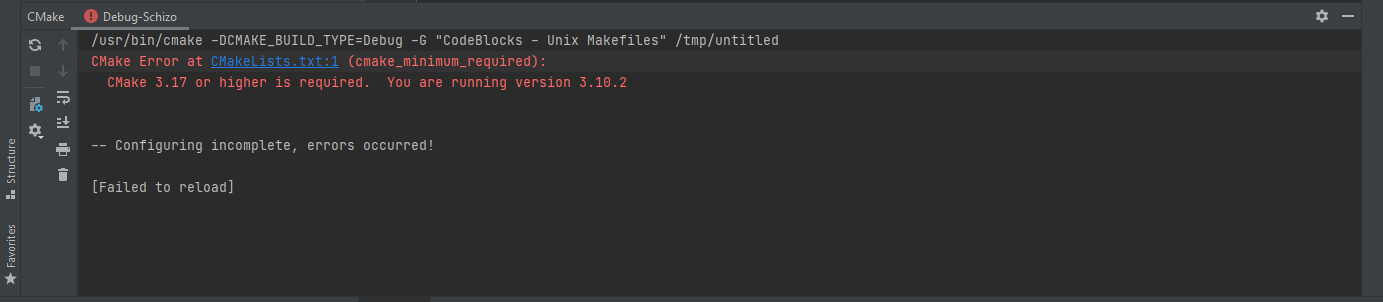 CMake Debug-Schizo
/usr/bin/cmake -DCMAKE_BUILD_TYPE=Debug -G "CodeBlocks - Unix Makefiles" /tmp/untitled
CMake Error at CMakeLists.txt:1 (cmake_minimum_required):
CMake 3.17 or higher is required.  You are running version 3.10.2
-- Configuring incomplete, errors occurred!
[Failed to reload]
Structure
Favorites